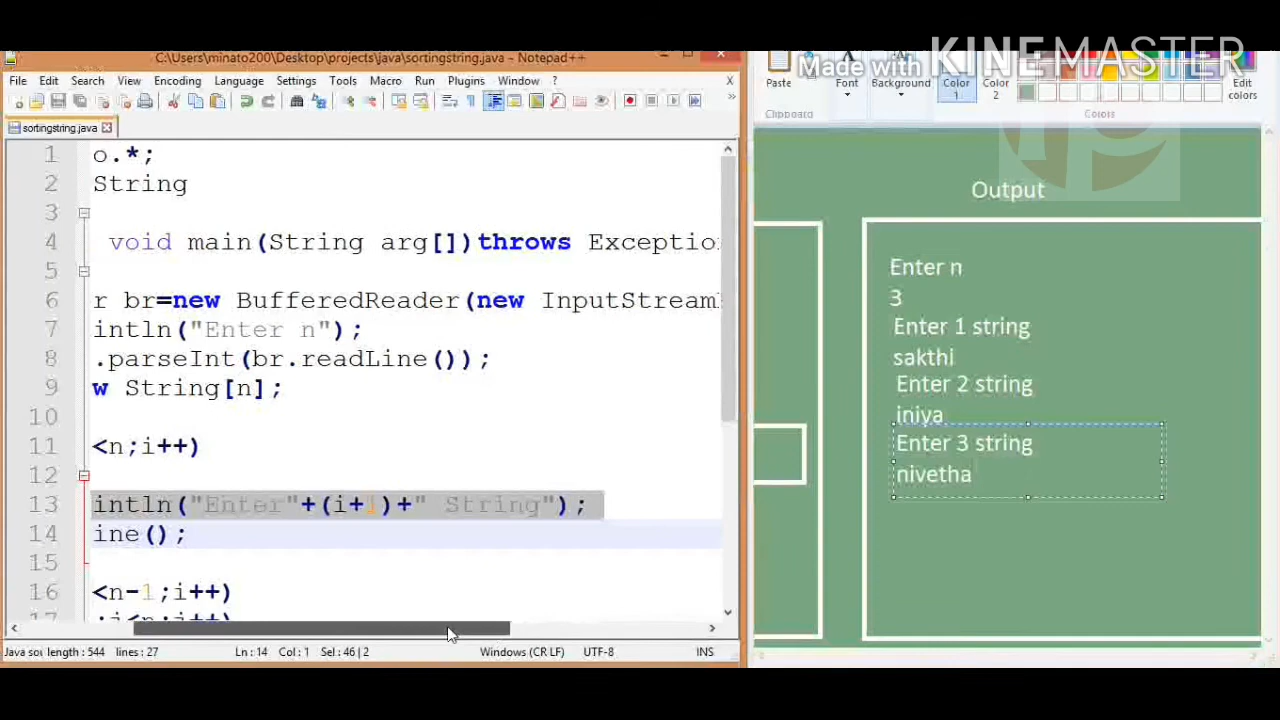 Made with KINEMASTER
C:\Users\minato200\Desktop\projects\java\sortingstring.java - Notepad++
File Edit Search View Encoding Language Settings Tools Macro Run Plugins Window ? X
sortingstring.java
1 o.*;
2 String
3
4 void main(String arg[])throws Exceptio
5
6 r br=new BufferedReader(new InputStream
7 intln("Enter n");
8 .parseInt(br.readLine());
9 w String[n];
10
11 <n;i++)
12
13 intln("Enter"+(i+1)+" String");
14 ine();
15
16 <n-1;i++)
17
Java sou length : 544 lines : 27 Ln : 14 Col : 1 Sel : 46 | 2 Windows (CR LF) UTF-8 INS
Paste
Font
Background
Color
1
Color
2
Edit
colors
Clipboard
Colors
Output
Enter n
3
Enter 1 string
sakthi
Enter 2 string
iniya
Enter 3 string
nivetha